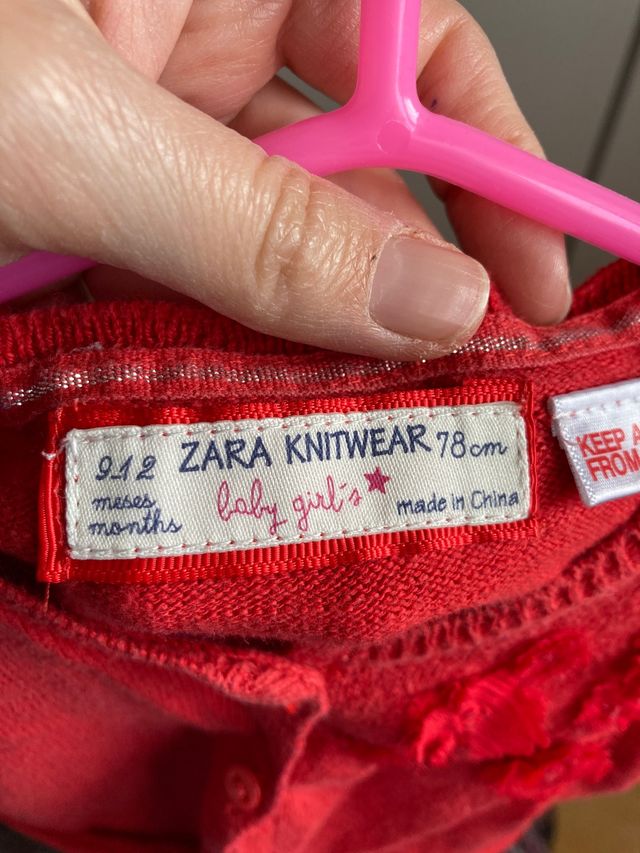 9-12
meses
months
ZARA KNITWEAR 78cm
baby girl's
made in China
KEEP A
FROM